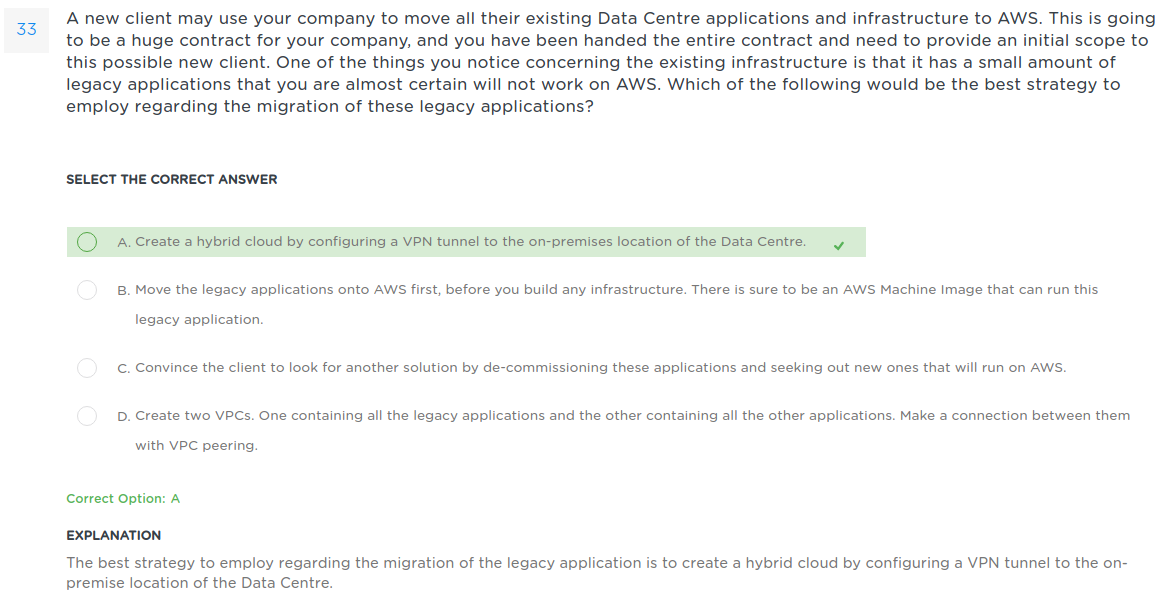 33
A new client may use your company to move all their existing Data Centre applications and infrastructure to AWS. This is going
to be a huge contract for your company, and you have been handed the entire contract and need to provide an initial scope to
this possible new client. One of the things you notice concerning the existing infrastructure is that it has a small amount of
legacy applications that you are almost certain will not work on AWS. Which of the following would be the best strategy to
employ regarding the migration of these legacy applications?
SELECT THE CORRECT ANSWER
A. Create a hybrid cloud by configuring a VPN tunnel to the on-premises location of the Data Centre.
B. Move the legacy applications onto AWS first, before you build any infrastructure. There is sure to be an AWS Machine Image that can run this
legacy application.
C. Convince the client to look for another solution by de-commissioning these applications and seeking out new ones that will run on AWS.
D. Create two VPCs. One containing all the legacy applications and the other containing all the other applications. Make a connection between them
with VPC peering.
Correct Option: A
EXPLANATION
The best strategy to employ regarding the migration of the legacy application is to create a hybrid cloud by configuring a VPN tunnel to the on-
premise location of the Data Centre.